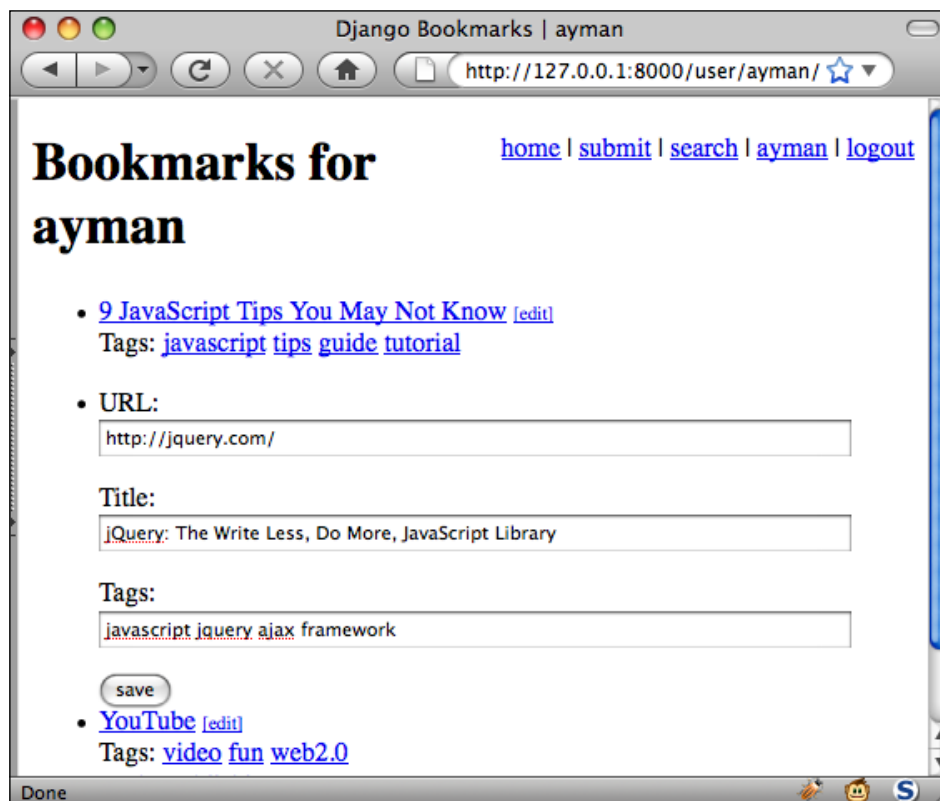 Django Bookmarks | ayman
http://127.0.0.1:8000/user/ayman/
home | submit | search | ayman | logout
Bookmarks for
ayman
9 JavaScript Tips You May Not Know [edit]
Tags: javascript tips guide tutorial
URL:
http://jquery.com/
Title:
jQuery: The Write Less, Do More, JavaScript Library
Tags:
javascript jquery ajax framework
save
YouTube [edit]
Tags: video fun web2.0
Done
S